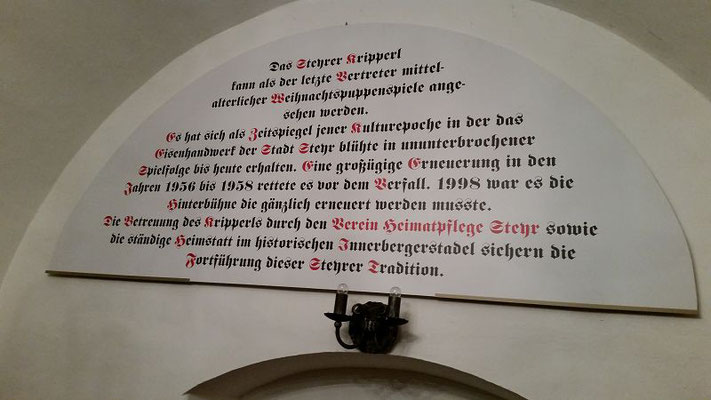 Das Steyrer Kripperl
kann als der letzte Vertreter mittel-
alterlicher Weihnachtspuppenspiele ange-
sehen werden.
Es hat sich als Zeitspiegel jener Kulturepoche in der das
Eisenhandwerk der Stadt Steyr blühte in ununterbrochener
Spielfolge bis heute erhalten. Eine großügige Erneuerung in den
Jahren 1956 bis 1958 rettete es vor dem Verfall. 1998 war es die
Hinterbühne die gänzlich erneuert werden musste.
Die Betreuung des Kripperls durch den Verein Heimatpflege Steyr sowie
die ständige Heimstatt im historischen Innerbergerstadel sichern die
Fortführung dieser Steyrer Tradition.